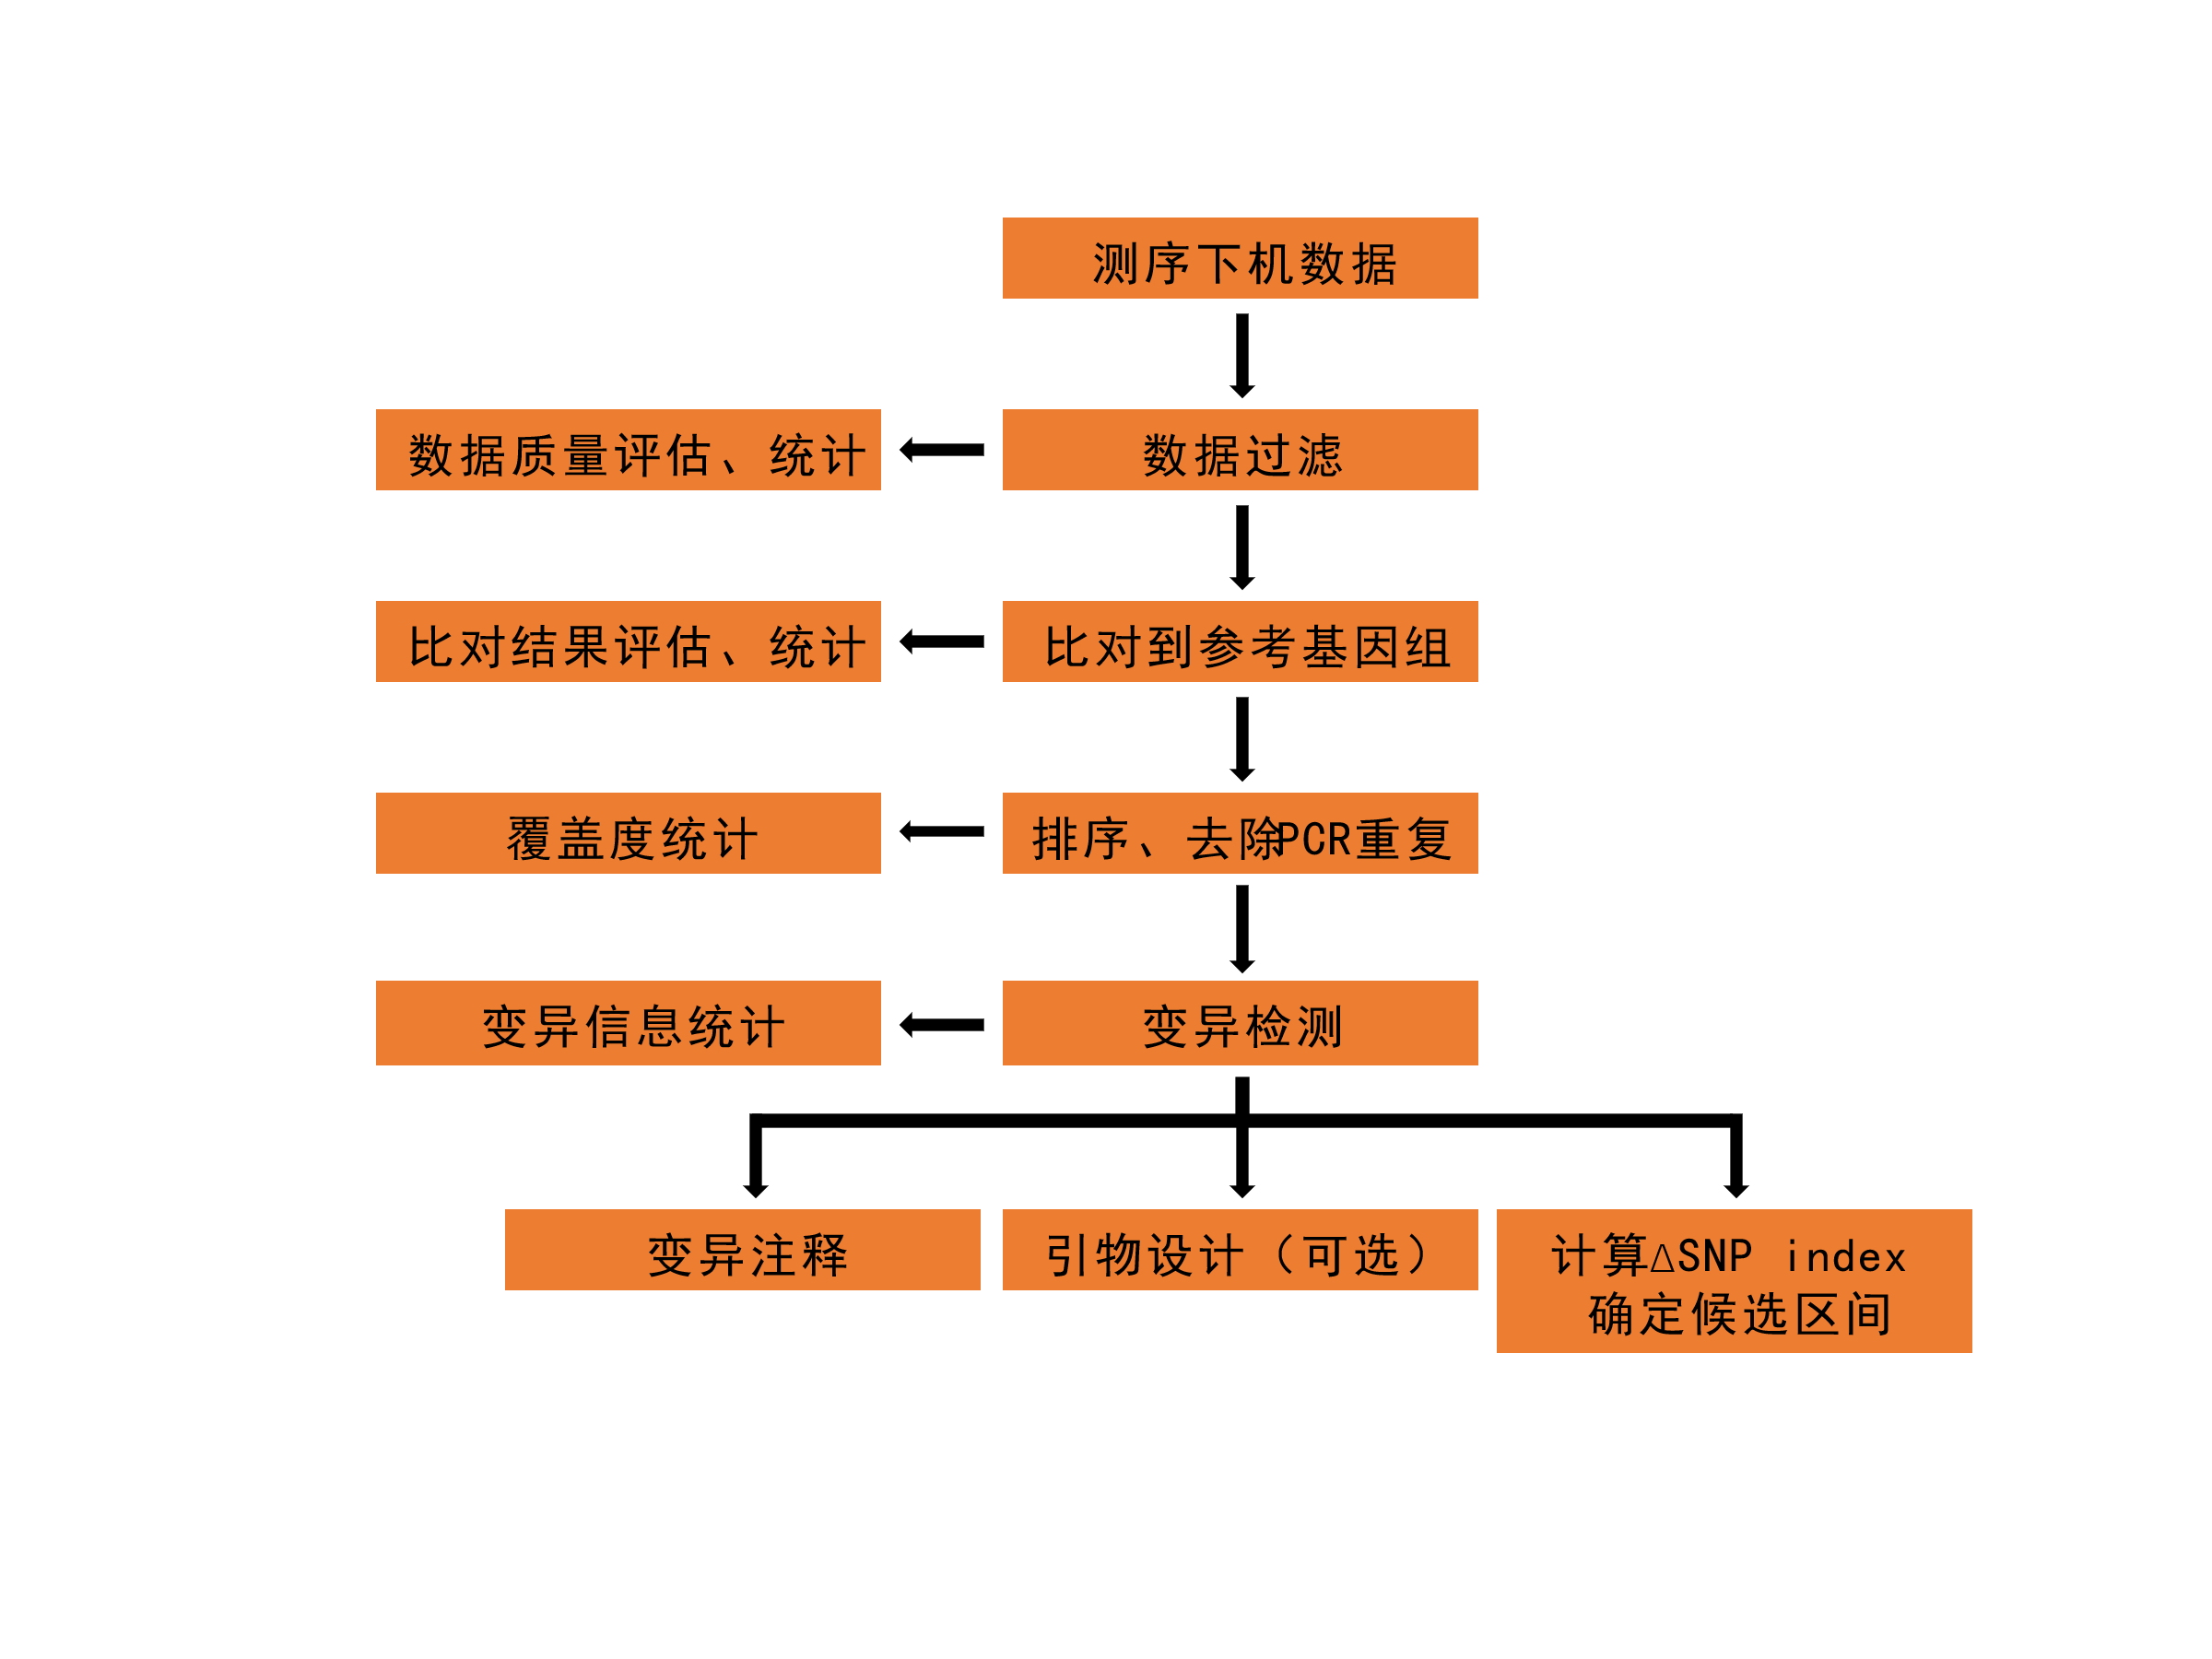 测序下机数据
数据质量评估、统计
数据过滤
比对结果评估、统计
比对到参考基因组
覆盖度统计
排序、去除PCR重复
变异信息统计
变异检测
变异注释
引物设计（可选）
计算△SNP index
确定候选区间